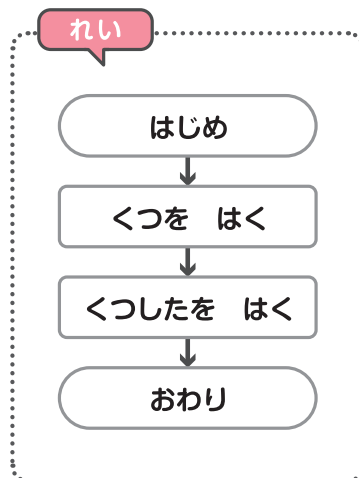 れい
はじめ
くつを　はく
くつしたを　はく
おわり